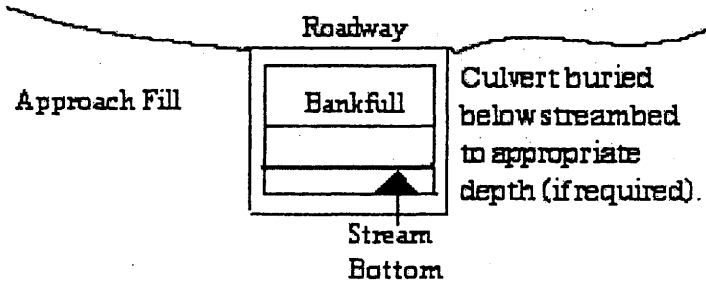 Roadway
Approach Fill
Bankfull
Culvert buried
below streambed
to appropriate
depth (if required).
Stream
Bottom